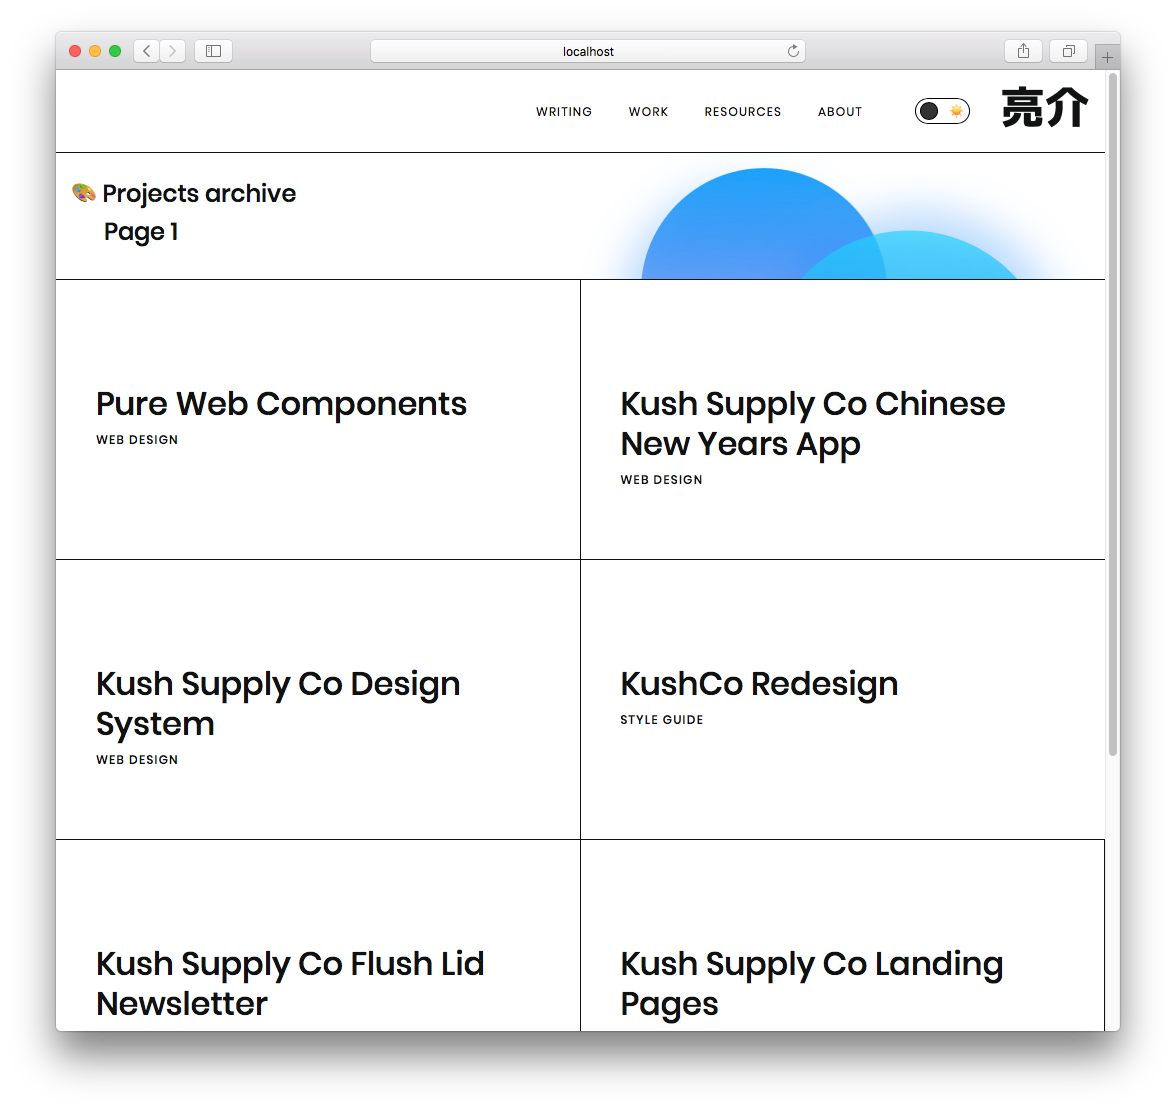 localhost
WRITING WORK RESOURCES ABOUT 亮介
🎨 Projects archive
Page 1
Pure Web Components
WEB DESIGN
Kush Supply Co Chinese
New Years App
WEB DESIGN
Kush Supply Co Design
System
WEB DESIGN
KushCo Redesign
STYLE GUIDE
Kush Supply Co Flush Lid
Newsletter
Kush Supply Co Landing
Pages